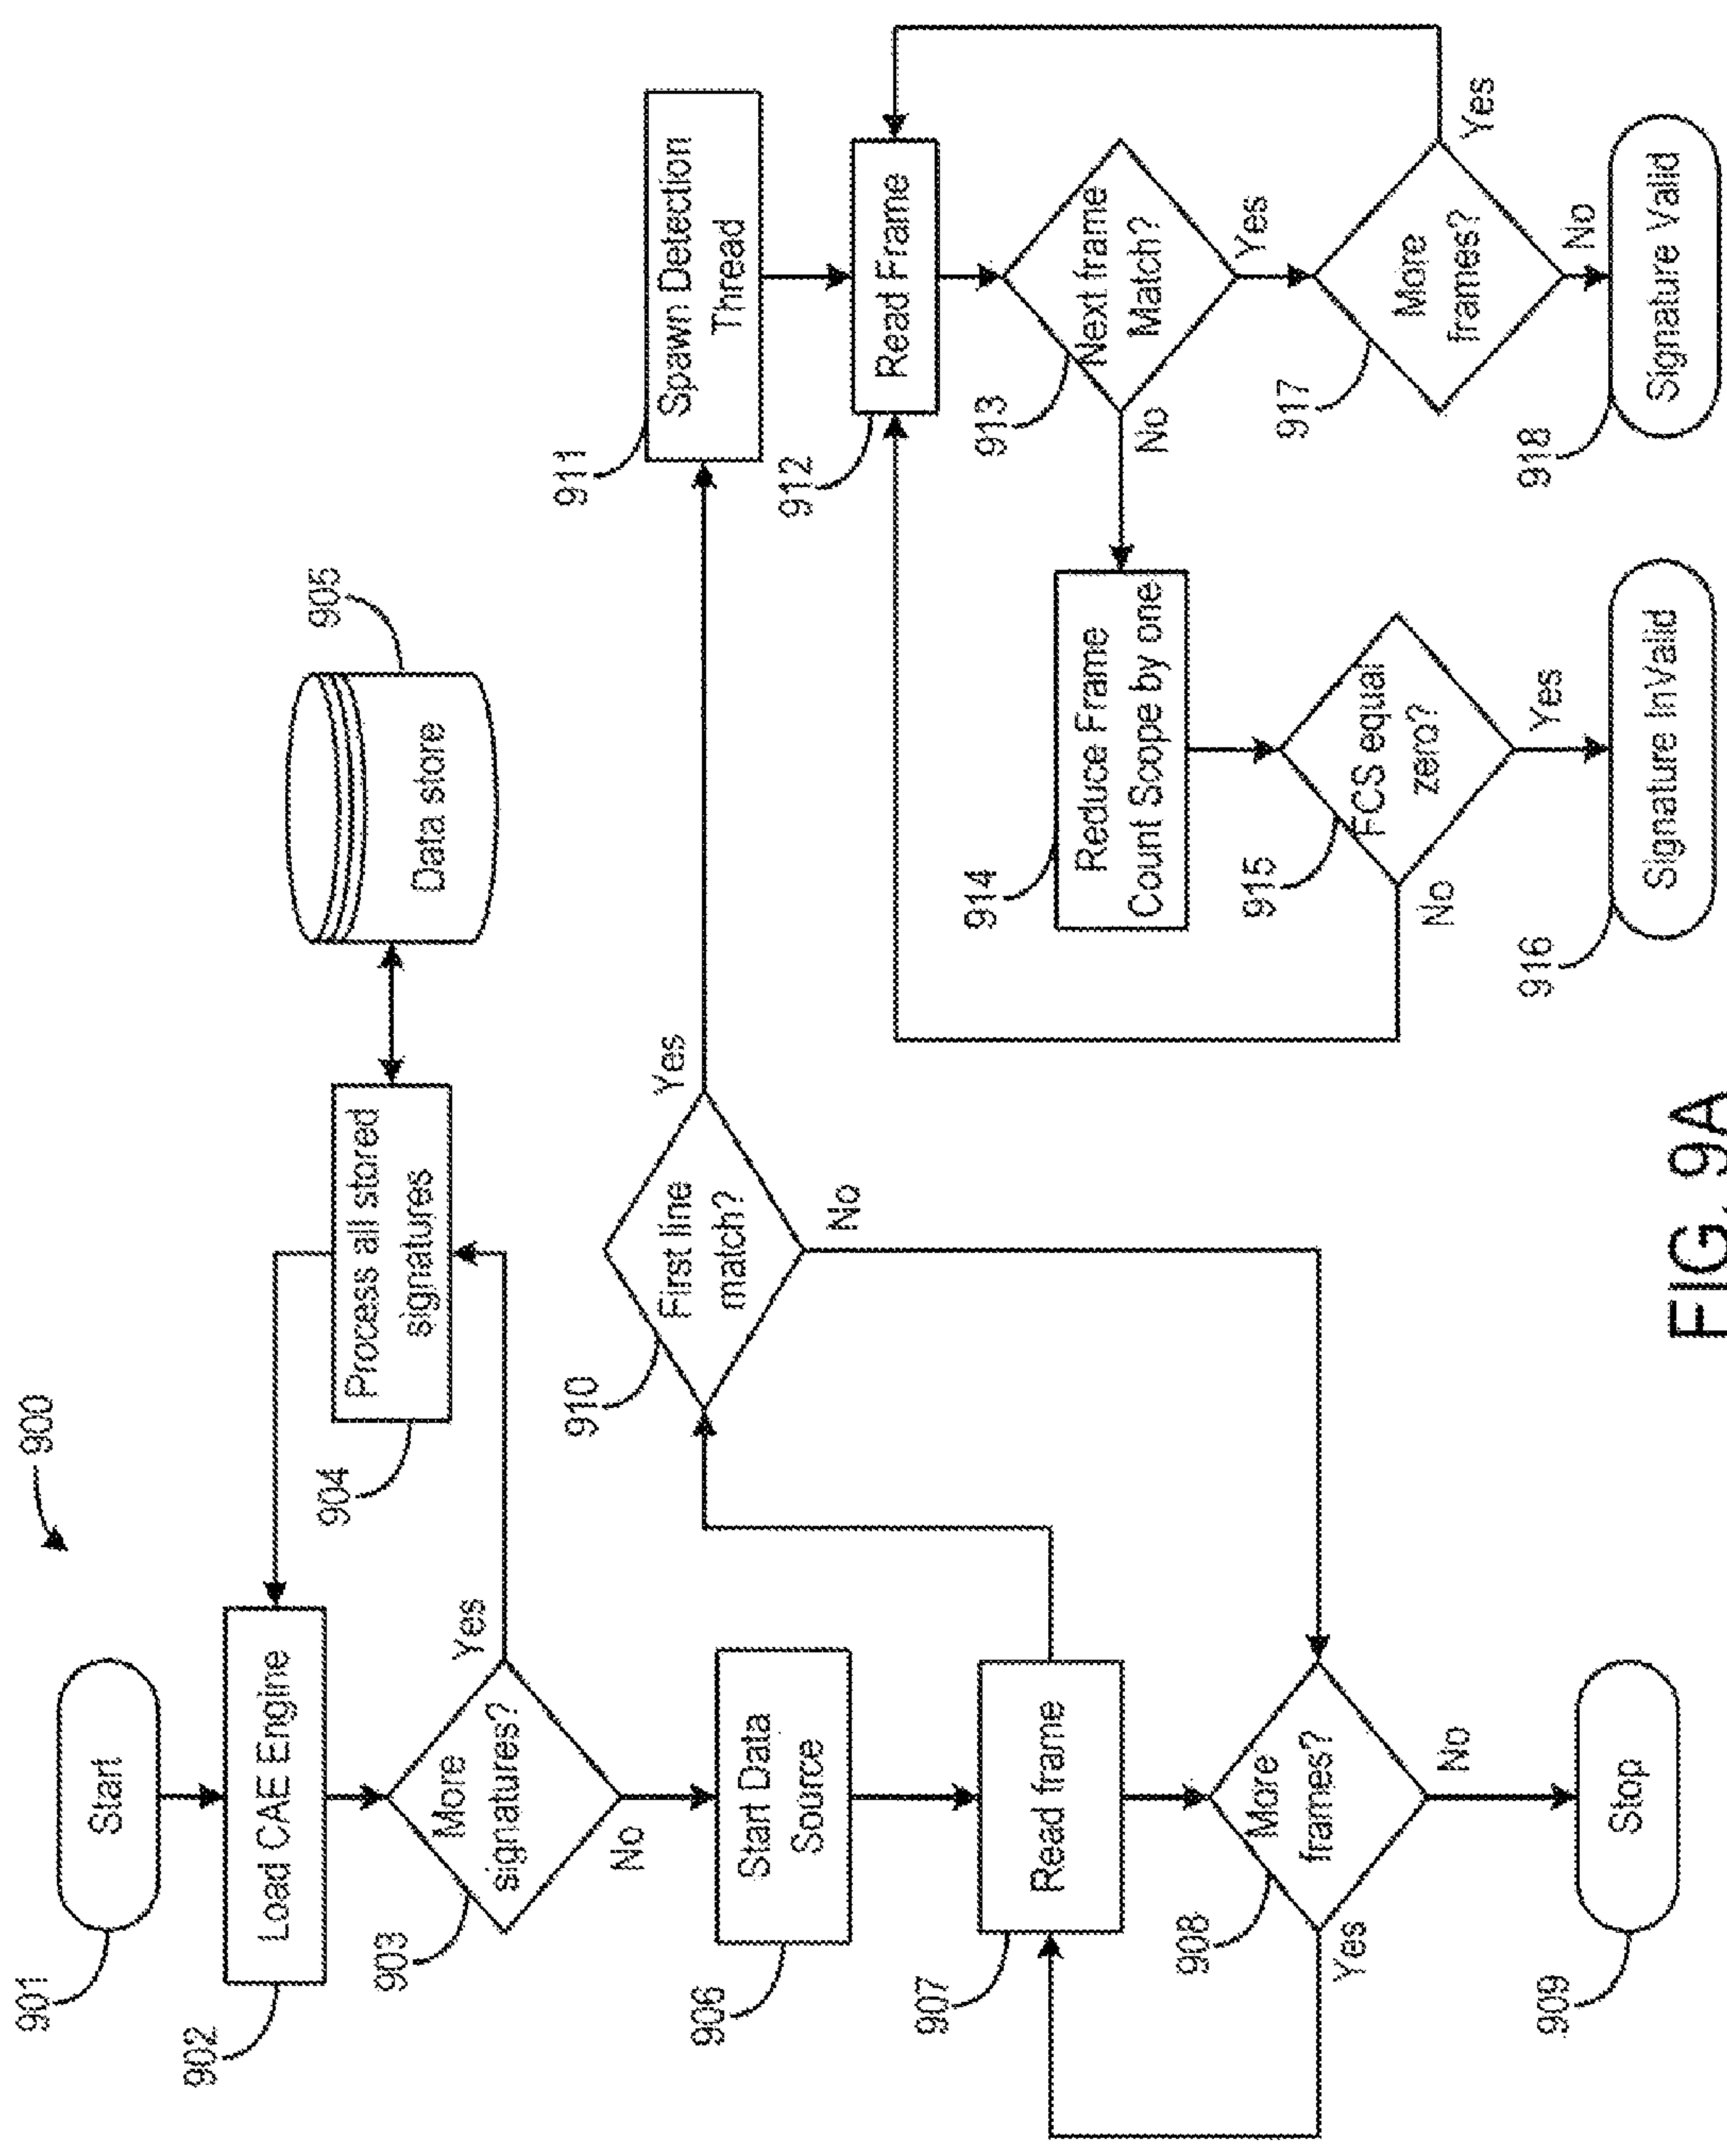 900
901
Start
902
Load CAE Engine
903
More
signatures?
Yes
No
904
Process all stored
signatures
905
Data store
906
Start Data
Source
907
Read frame
908
More
frames?
Yes
No
909
Stop
910
First line
match?
Yes
No
911
Spawn Detection
Thread
912
Read Frame
913
Next frame
Match?
No
Yes
914
Reduce Frame
Count Scope by one
915
FCS equal
zero?
No
Yes
916
Signature InValid
917
More
frames?
Yes
No
918
Signature Valid
FIG. 9A